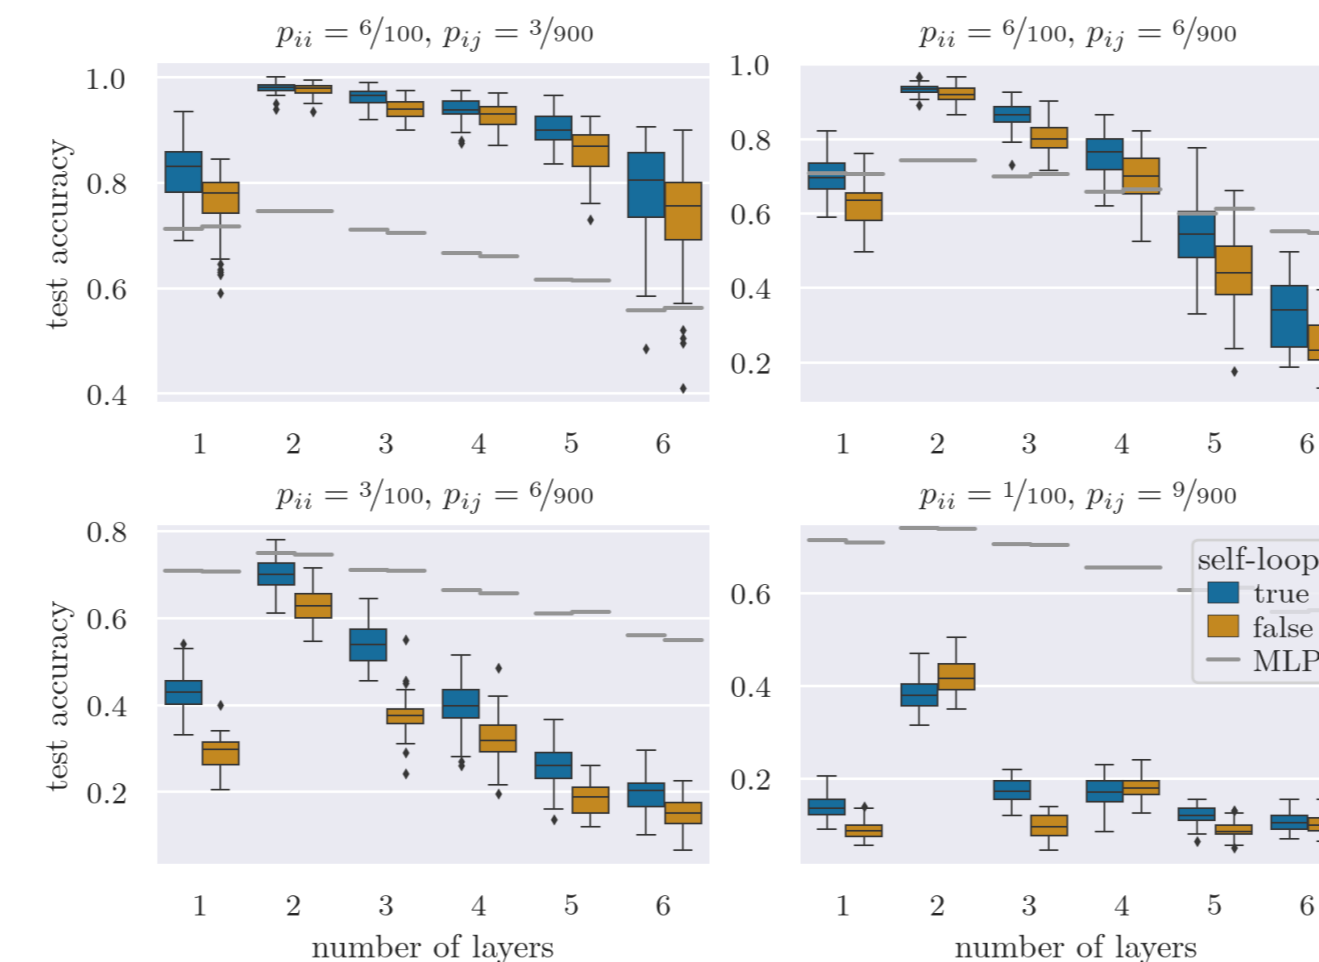 p_ii = 6/100, p_ij = 3/900
p_ii = 6/100, p_ij = 6/900
test accuracy
1.0
0.8
0.6
0.4
1.0
0.8
0.6
0.4
0.2
1 2 3 4 5 6
1 2 3 4 5 6
p_ii = 3/100, p_ij = 6/900
p_ii = 1/100, p_ij = 9/900
test accuracy
0.8
0.6
0.4
0.2
0.6
0.4
0.2
self-loop
true
false
MLP
1 2 3 4 5 6
1 2 3 4 5 6
number of layers
number of layers